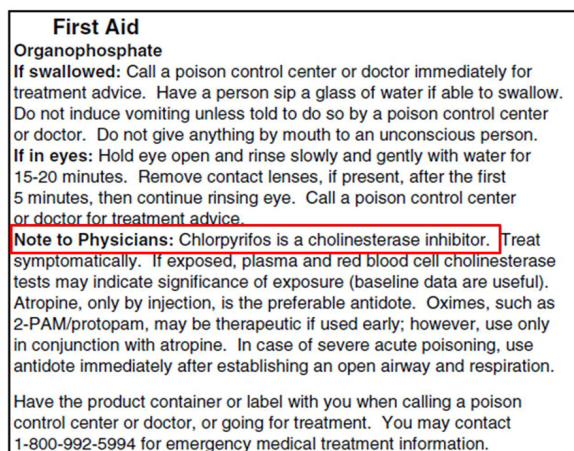 First Aid
Organophosphate
If swallowed: Call a poison control center or doctor immediately for
treatment advice. Have a person sip a glass of water if able to swallow.
Do not induce vomiting unless told to do so by a poison control center
or doctor. Do not give anything by mouth to an unconscious person.
If in eyes: Hold eye open and rinse slowly and gently with water for
15-20 minutes. Remove contact lenses, if present, after the first
5 minutes, then continue rinsing eye. Call a poison control center
or doctor for treatment advice.
Note to Physicians: Chlorpyrifos is a cholinesterase inhibitor. Treat
symptomatically. If exposed, plasma and red blood cell cholinesterase
tests may indicate significance of exposure (baseline data are useful).
Atropine, only by injection, is the preferable antidote. Oximes, such as
2-PAM/protopam, may be therapeutic if used early; however, use only
in conjunction with atropine. In case of severe acute poisoning, use
antidote immediately after establishing an open airway and respiration.
Have the product container or label with you when calling a poison
control center or doctor, or going for treatment. You may contact
1-800-992-5994 for emergency medical treatment information.